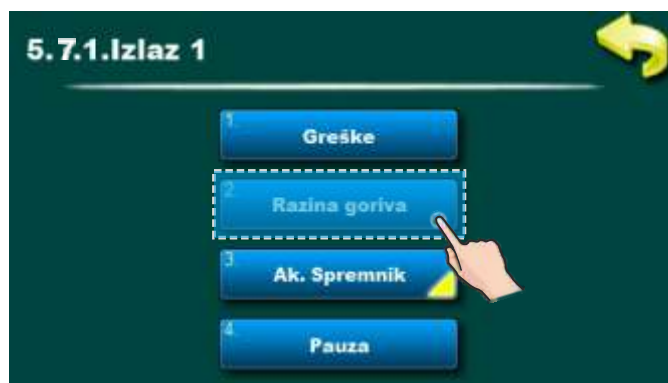 5.7.1.Izlaz 1
1.
Greške
2.
Razina goriva
3.
Ak. Spremnik
4.
Pauza